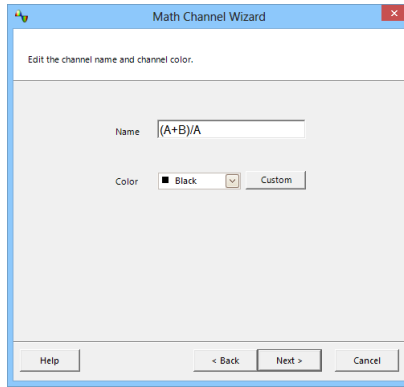 Math Channel Wizard
Edit the channel name and channel color.
Name (A+B)/A
Color Black Custom
Help < Back Next > Cancel